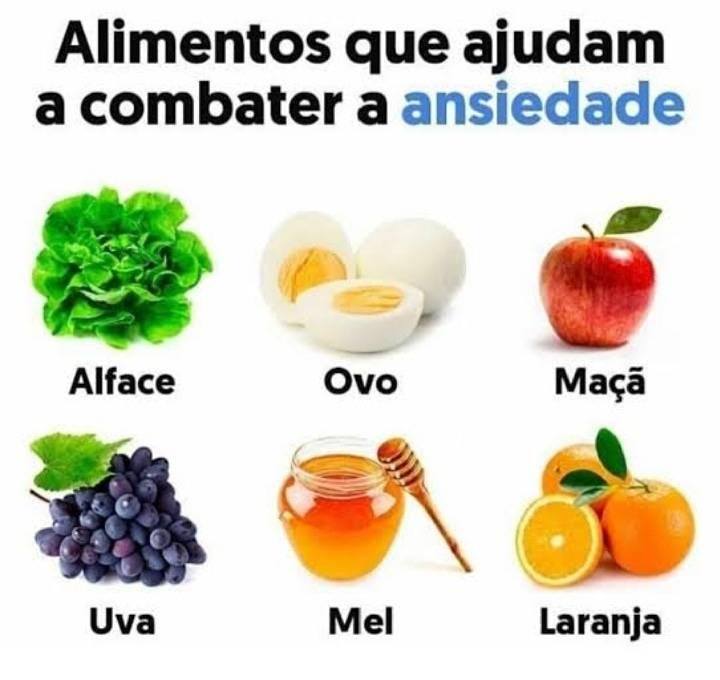 Alimentos que ajudam
a combater a ansiedade
Alface
Ovo
Maçã
Uva
Mel
Laranja